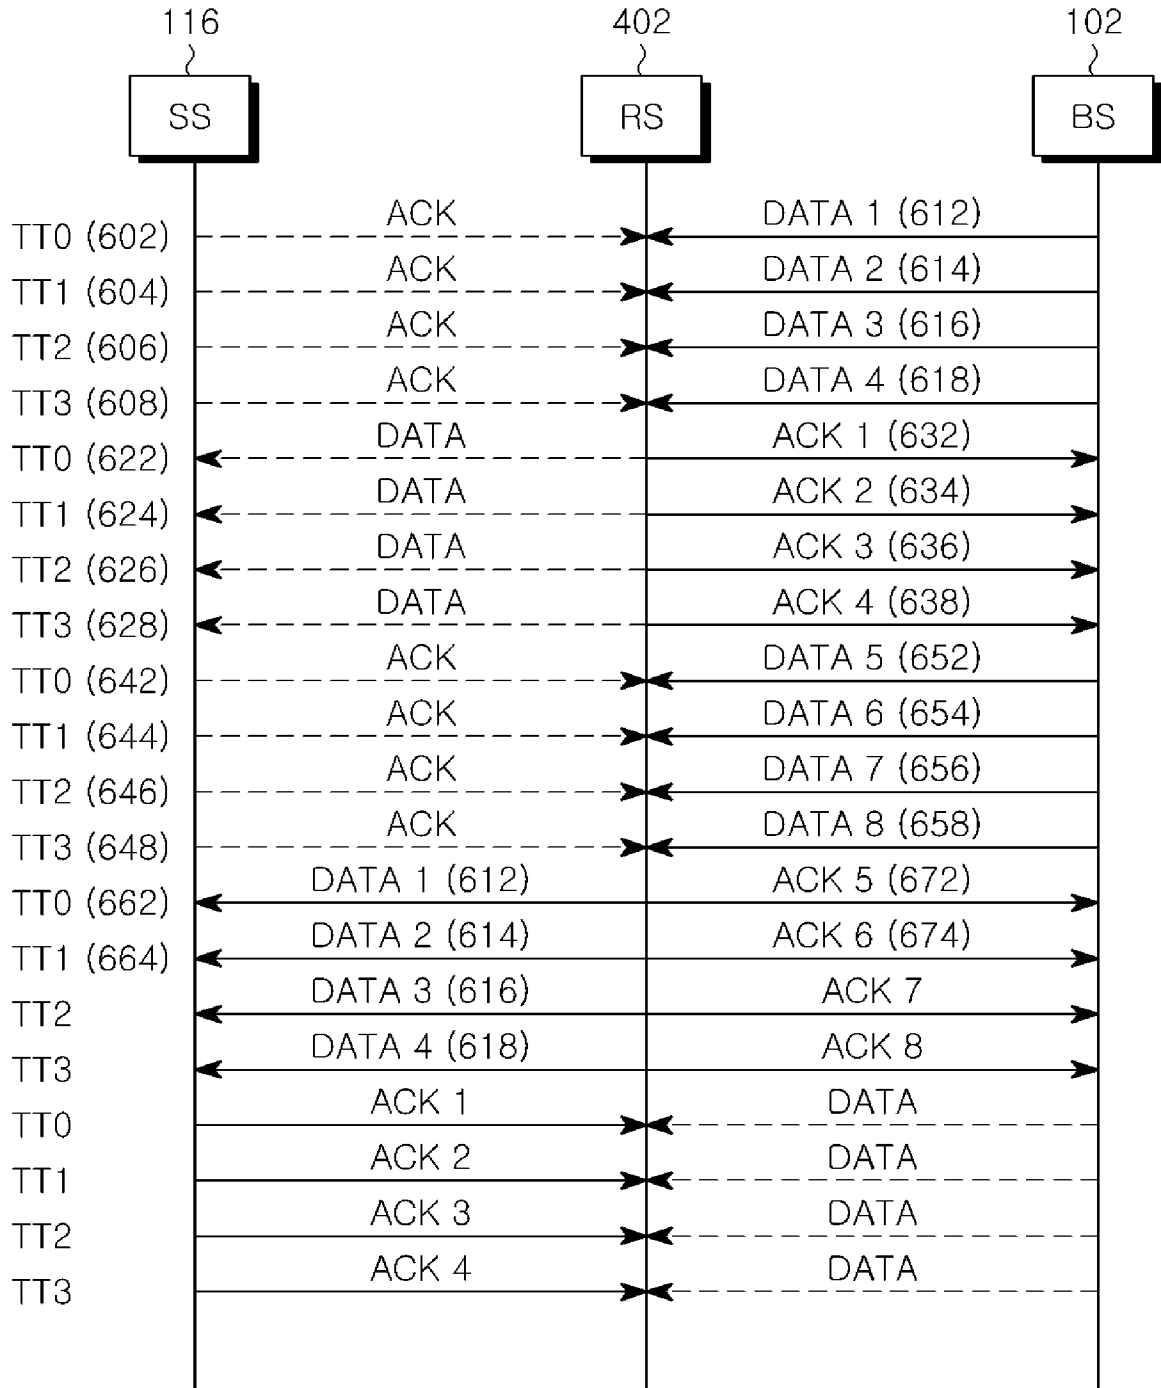 116 402 102
SS RS BS
TT0 (602) ACK DATA 1 (612)
TT1 (604) ACK DATA 2 (614)
TT2 (606) ACK DATA 3 (616)
TT3 (608) ACK DATA 4 (618)
TT0 (622) DATA ACK 1 (632)
TT1 (624) DATA ACK 2 (634)
TT2 (626) DATA ACK 3 (636)
TT3 (628) DATA ACK 4 (638)
TT0 (642) ACK DATA 5 (652)
TT1 (644) ACK DATA 6 (654)
TT2 (646) ACK DATA 7 (656)
TT3 (648) ACK DATA 8 (658)
TT0 (662) DATA 1 (612) ACK 5 (672)
TT1 (664) DATA 2 (614) ACK 6 (674)
TT2 DATA 3 (616) ACK 7
TT3 DATA 4 (618) ACK 8
TT0 ACK 1 DATA
TT1 ACK 2 DATA
TT2 ACK 3 DATA
TT3 ACK 4 DATA